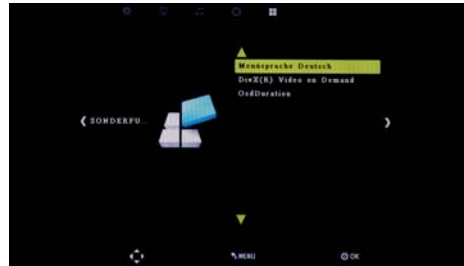 Menüsprache Deutsch
DivX(R) Video on Demand
OsdDuration
SONDERFU...
MENU
OK